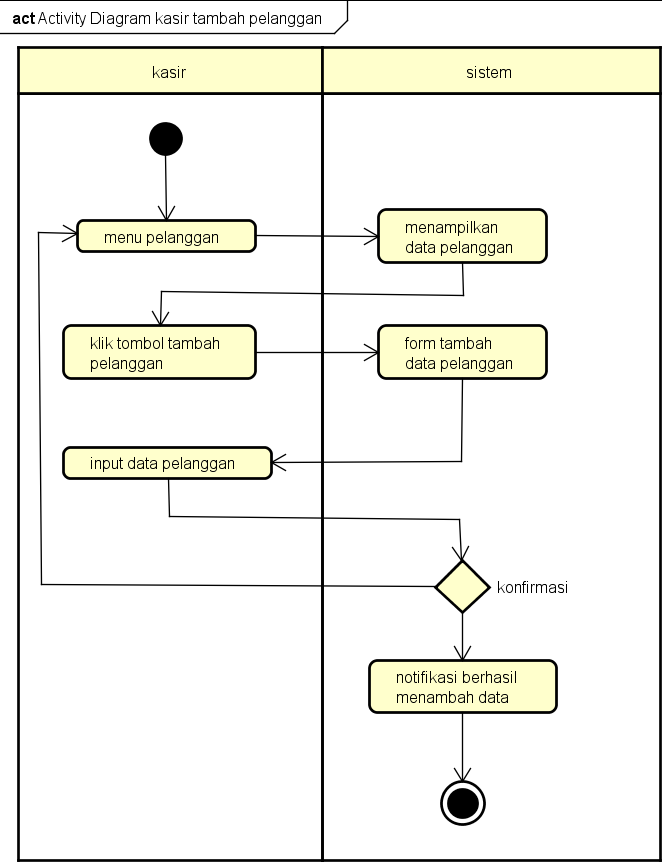 act Activity Diagram kasir tambah pelanggan
kasir
sistem
menu pelanggan
menampilkan
data pelanggan
klik tombol tambah
pelanggan
form tambah
data pelanggan
input data pelanggan
konfirmasi
notifikasi berhasil
menambah data